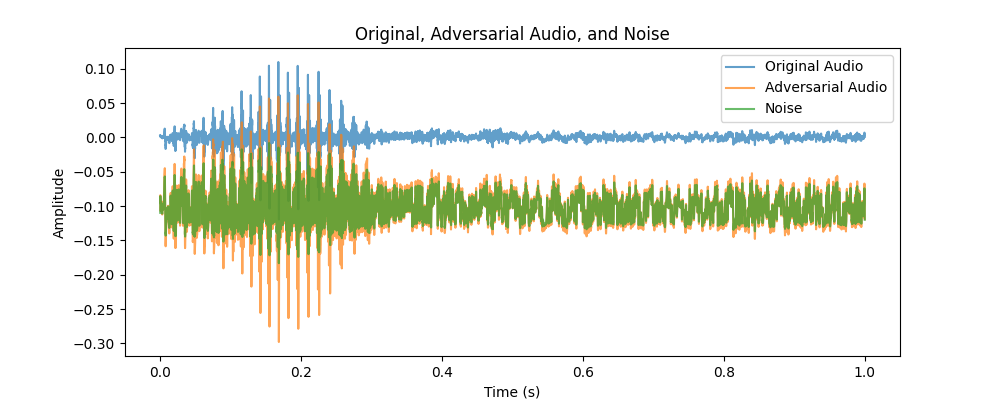 Original, Adversarial Audio, and Noise
Original Audio
Adversarial Audio
Noise
Amplitude
0.10
0.05
0.00
−0.05
−0.10
−0.15
−0.20
−0.25
−0.30
0.0 0.2 0.4 0.6 0.8 1.0
Time (s)